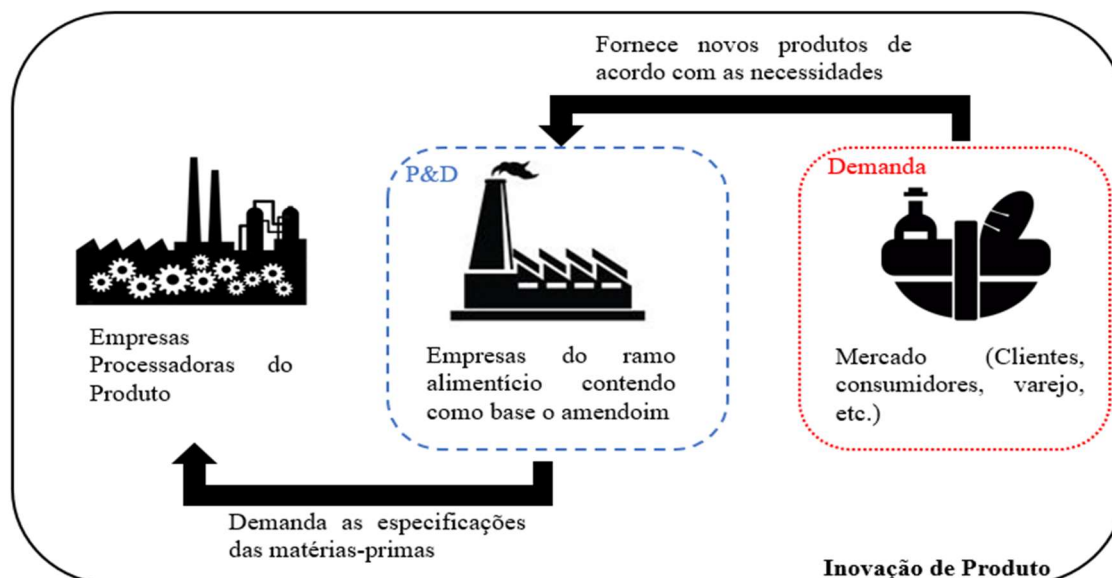 Fornece novos produtos de
acordo com as necessidades
P&D
Demanda
Empresas
Processadoras do
Produto
Empresas do ramo
alimentício contendo
como base o amendoim
Mercado (Clientes,
consumidores, varejo,
etc.)
Demanda as especificações
das matérias-primas
Inovação de Produto